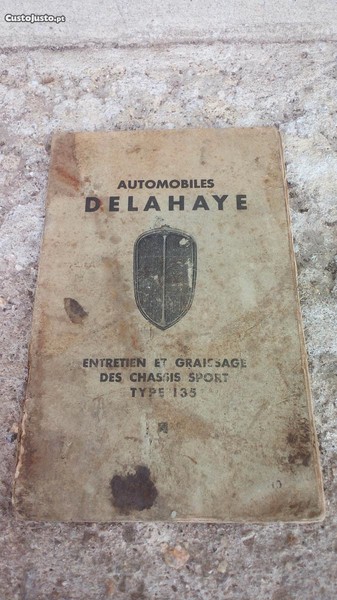 CustoJusto.pt
AUTOMOBILES
DELAHAYE
ENTRETIEN ET GRAISSAGE
DES CHASSIS SPORT
TYPE 135